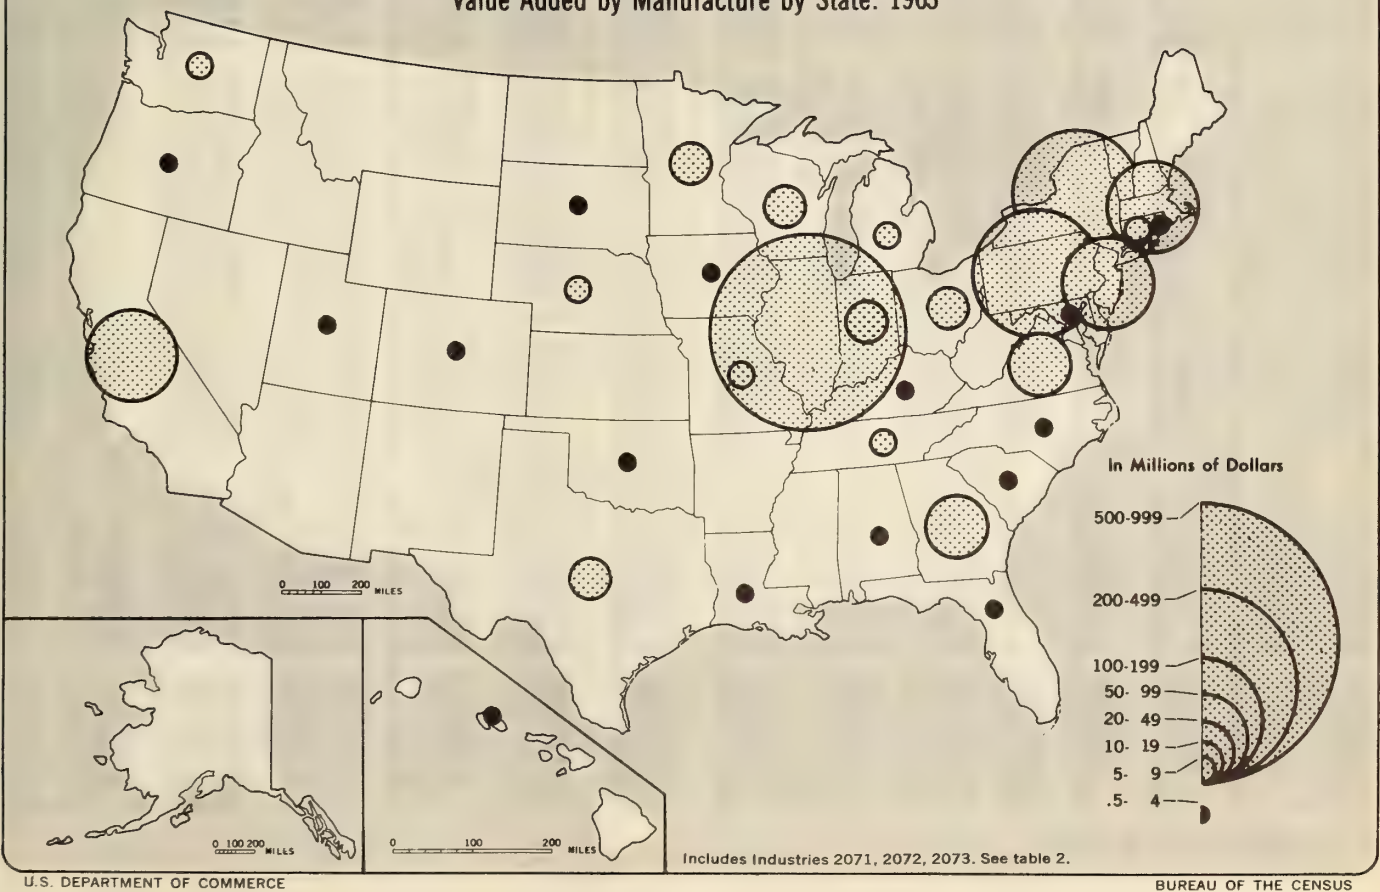 Value Added by Manufacture by State: 1963
In Millions of Dollars
500-999
200-499
100-199
50- 99
20- 49
10- 19
5- 9
.5- 4
0 100 200 MILES
0 100 200 MILES
0 100 200 MILES
Includes Industries 2071, 2072, 2073. See table 2.
U.S. DEPARTMENT OF COMMERCE
BUREAU OF THE CENSUS